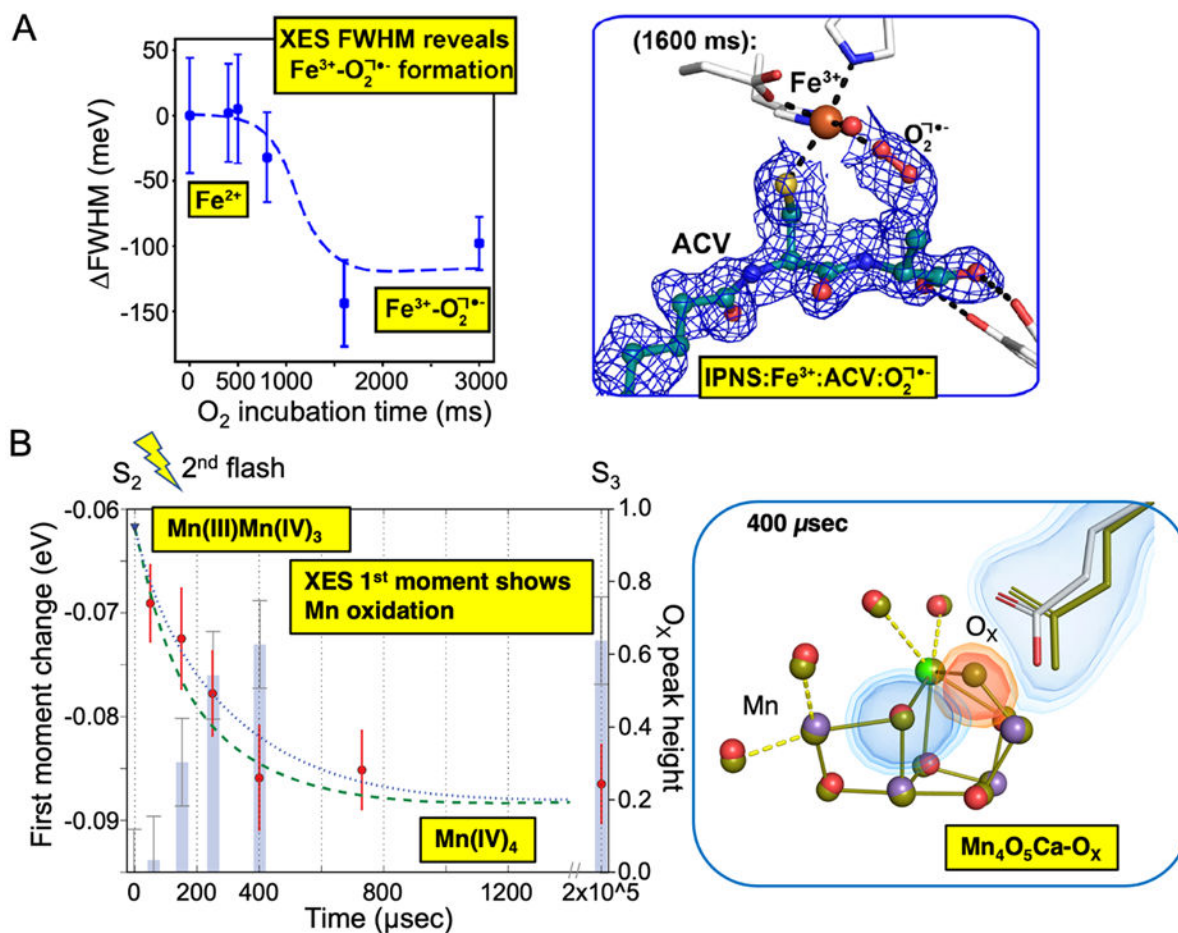 A
XES FWHM reveals
Fe³⁺-O₂⁻|•⁻ formation
ΔFWHM (meV)
50
0
-50
-100
-150
Fe²⁺
Fe³⁺-O₂⁻|•⁻
0
500
1000
2000
3000
O₂ incubation time (ms)
(1600 ms):
Fe³⁺
O₂⁻|•⁻
ACV
IPNS:Fe³⁺:ACV:O₂⁻|•⁻
B
S₂
2ⁿᵈ flash
S₃
First moment change (eV)
-0.06
-0.07
-0.08
-0.09
Mn(III)Mn(IV)₃
XES 1ˢᵗ moment shows
Mn oxidation
Mn(IV)₄
1.0
0.8
0.6
0.4
0.2
0.0
Oₓ peak height
0
200
400
800
1200
2x10^5
Time (µsec)
400 µsec
Oₓ
Mn
Mn₄O₅Ca-Oₓ